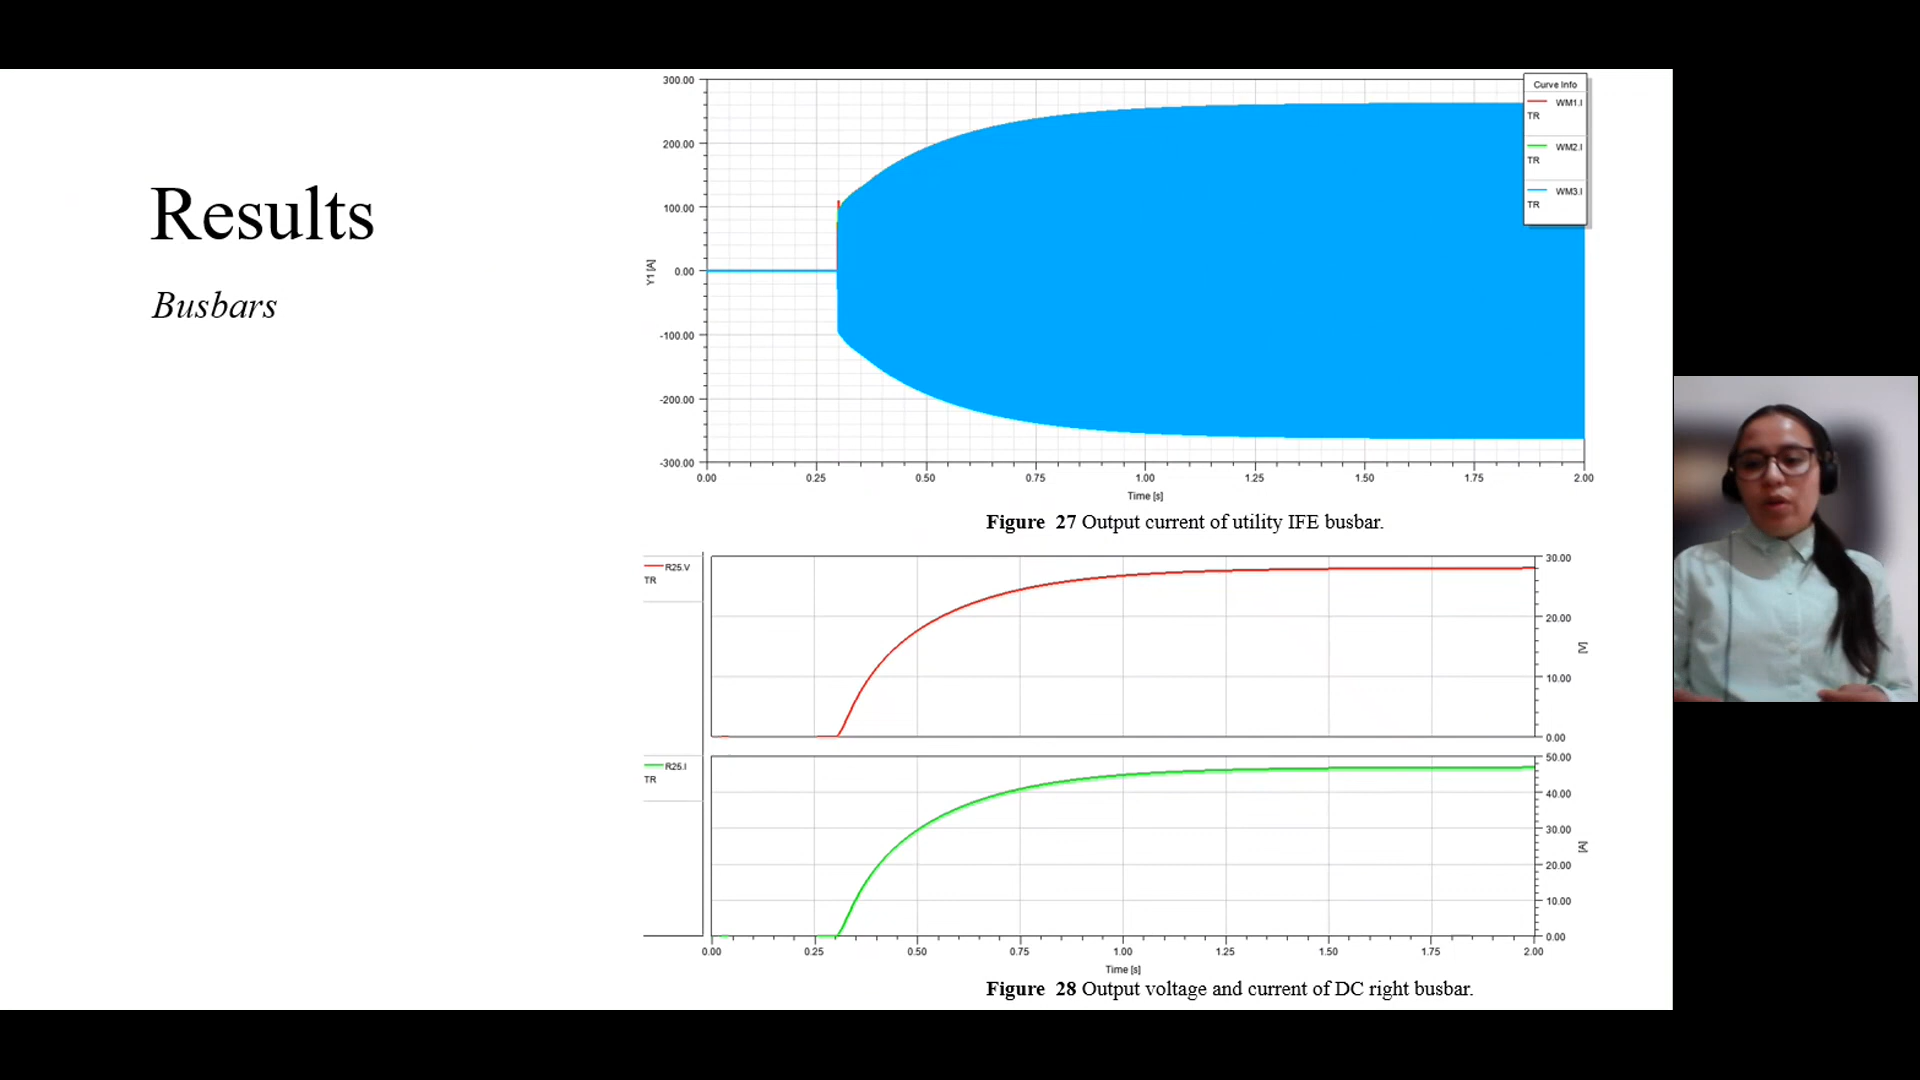 Results
Busbars
300.00
200.00
100.00
0.00
-100.00
-200.00
-300.00
Y1 [A]
0.00 0.25 0.50 0.75 1.00 1.25 1.50 1.75 2.00
Time [s]
Curve Info
WM1.I
TR
WM2.I
TR
WM3.I
TR
Figure 27 Output current of utility IFE busbar.
R25.V
TR
30.00
20.00
10.00
0.00
[V]
R25.I
TR
50.00
40.00
30.00
20.00
10.00
0.00
[A]
0.00 0.25 0.50 0.75 1.00 1.25 1.50 1.75 2.00
Time [s]
Figure 28 Output voltage and current of DC right busbar.